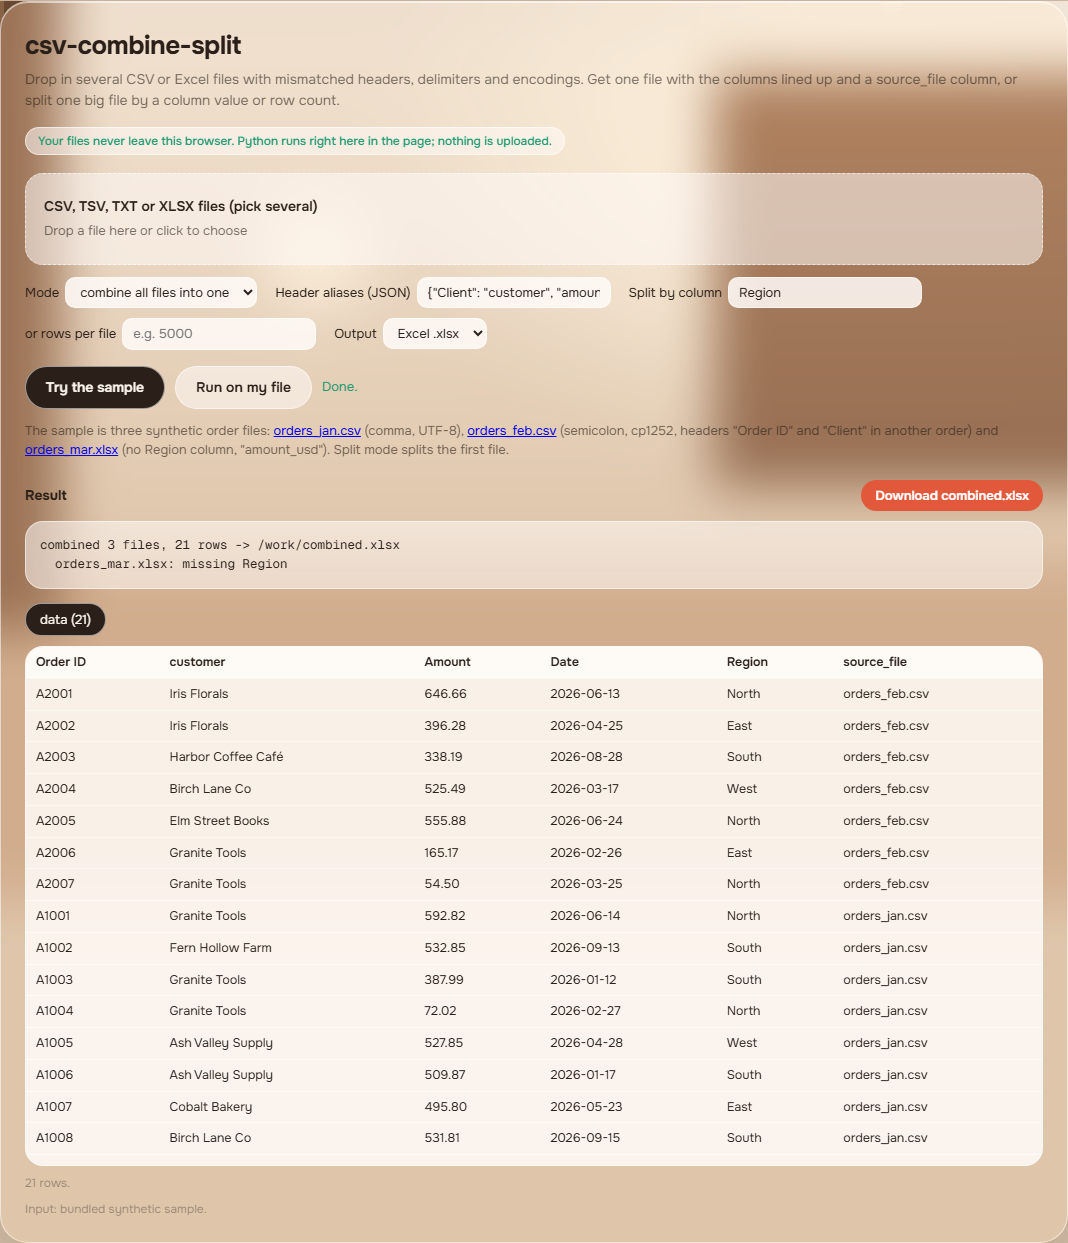 csv-combine-split
Drop in several CSV or Excel files with mismatched headers, delimiters and encodings. Get one file with the columns lined up and a source_file column, or
split one big file by a column value or row count.
Your files never leave this browser. Python runs right here in the page; nothing is uploaded.
CSV, TSV, TXT or XLSX files (pick several)
Drop a file here or click to choose
Mode combine all files into one Header aliases (JSON) {"Client": "customer", "amour Split by column Region
or rows per file e.g. 5000 Output Excel .xlsx
Try the sample Run on my file Done.
The sample is three synthetic order files: orders_jan.csv (comma, UTF-8), orders_feb.csv (semicolon, cp1252, headers "Order ID" and "Client" in another order) and
orders_mar.xlsx (no Region column, "amount_usd"). Split mode splits the first file.
Result Download combined.xlsx
combined 3 files, 21 rows -> /work/combined.xlsx
orders_mar.xlsx: missing Region
data (21)
Order ID customer Amount Date Region source_file
A2001 Iris Florals 646.66 2026-06-13 North orders_feb.csv
A2002 Iris Florals 396.28 2026-04-25 East orders_feb.csv
A2003 Harbor Coffee Café 338.19 2026-08-28 South orders_feb.csv
A2004 Birch Lane Co 525.49 2026-03-17 West orders_feb.csv
A2005 Elm Street Books 555.88 2026-06-24 North orders_feb.csv
A2006 Granite Tools 165.17 2026-02-26 East orders_feb.csv
A2007 Granite Tools 54.50 2026-03-25 North orders_feb.csv
A1001 Granite Tools 592.82 2026-06-14 North orders_jan.csv
A1002 Fern Hollow Farm 532.85 2026-09-13 South orders_jan.csv
A1003 Granite Tools 387.99 2026-01-12 South orders_jan.csv
A1004 Granite Tools 72.02 2026-02-27 North orders_jan.csv
A1005 Ash Valley Supply 527.85 2026-04-28 West orders_jan.csv
A1006 Ash Valley Supply 509.87 2026-01-17 South orders_jan.csv
A1007 Cobalt Bakery 495.80 2026-05-23 East orders_jan.csv
A1008 Birch Lane Co 531.81 2026-09-15 South orders_jan.csv
21 rows.
Input: bundled synthetic sample.